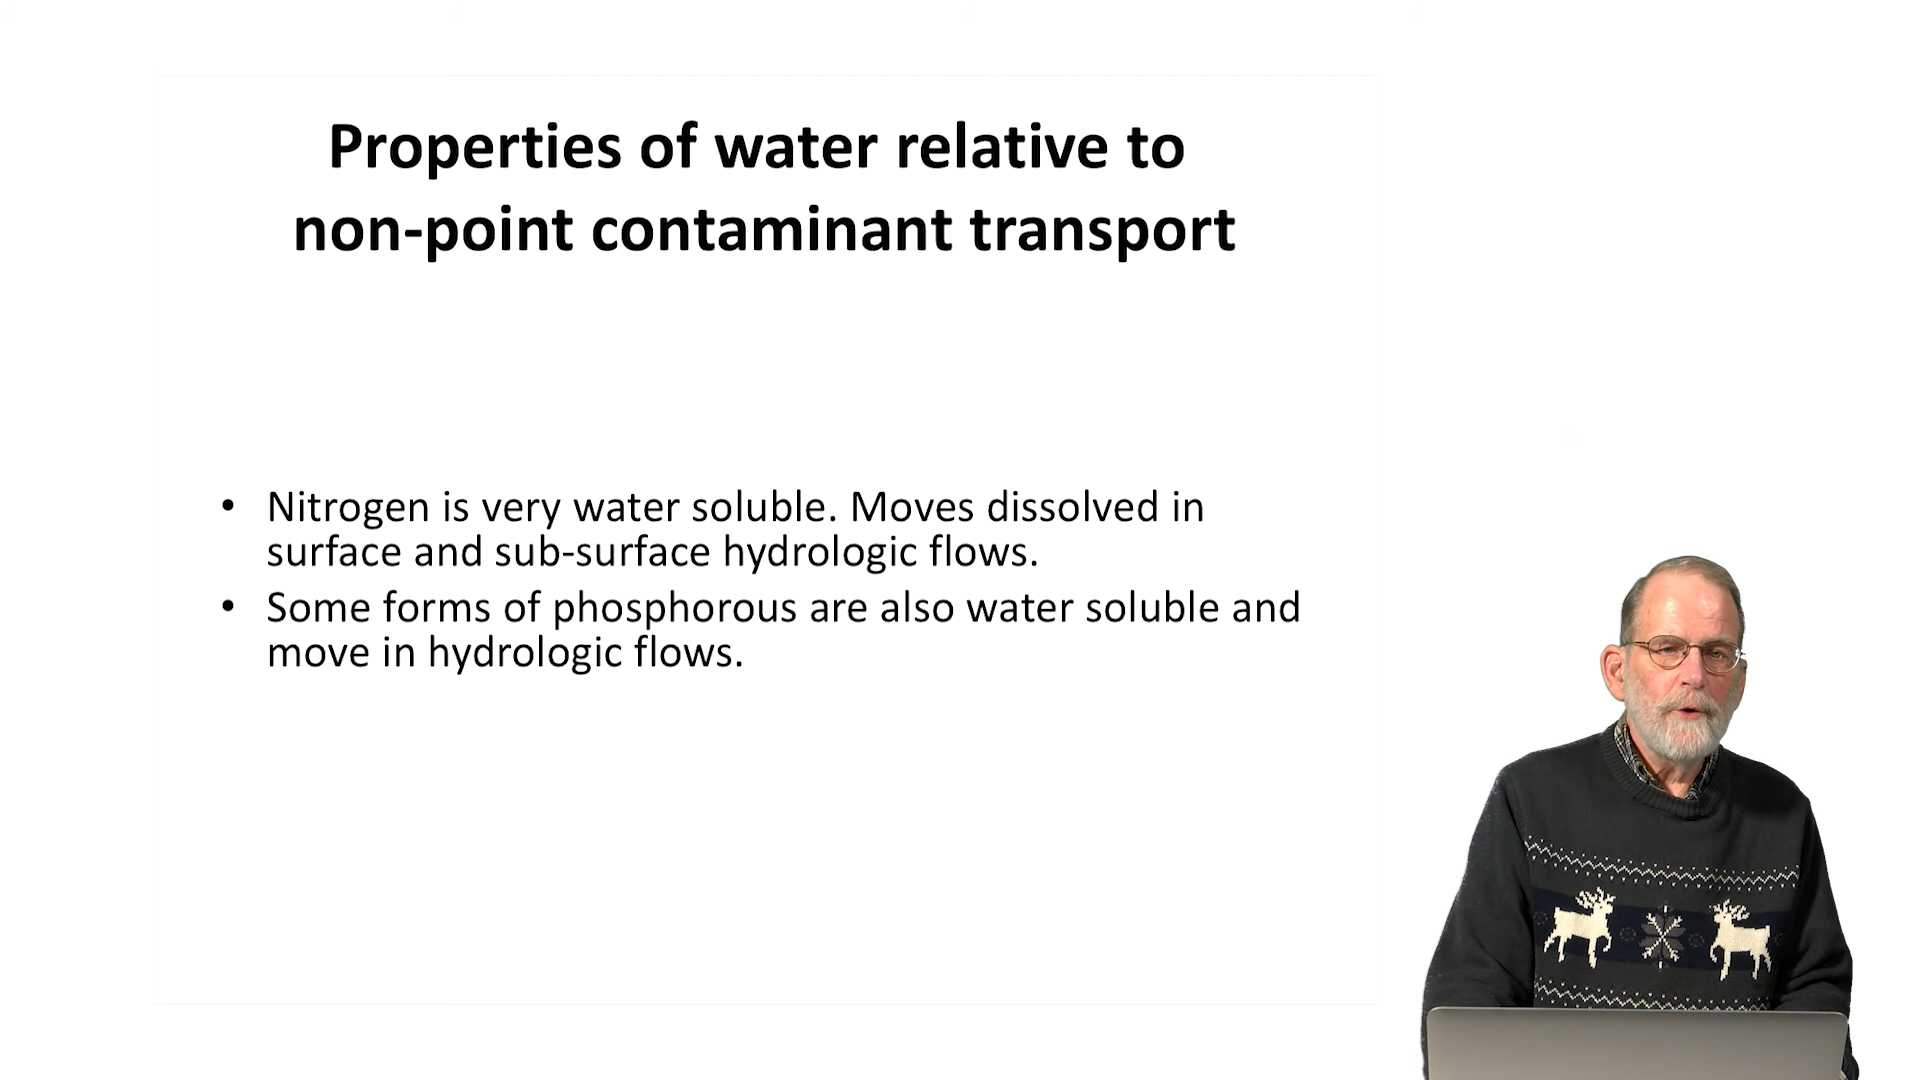 Properties of water relative to
non-point contaminant transport
• Nitrogen is very water soluble. Moves dissolved in
surface and sub-surface hydrologic flows.
• Some forms of phosphorous are also water soluble and
move in hydrologic flows.